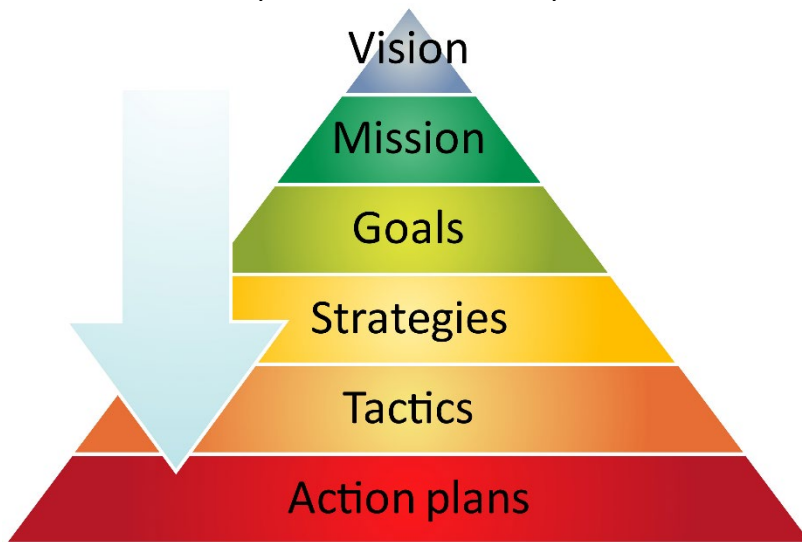 Vision
Mission
Goals
Strategies
Tactics
Action plans